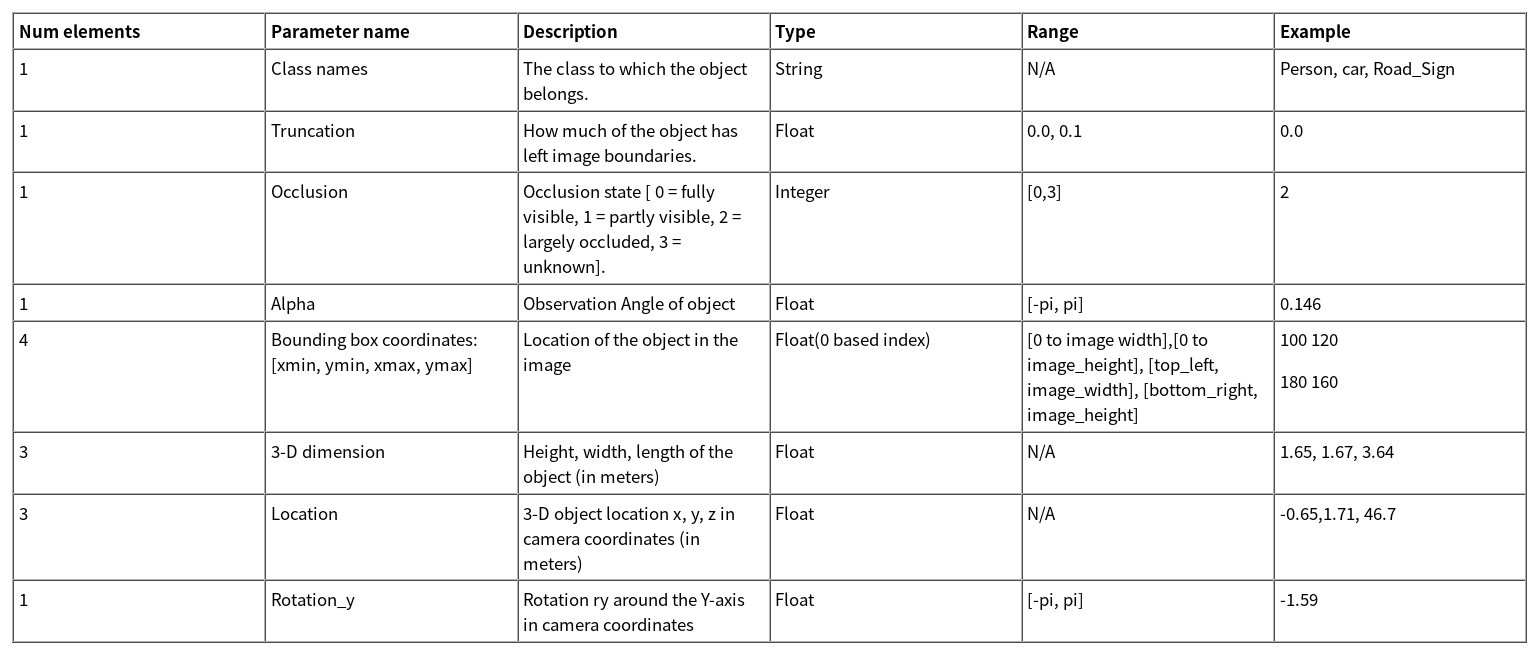 Num elements Parameter name Description Type Range Example
1 Class names The class to which the object String N/A Person, car, Road_Sign
belongs.
1 Truncation How much of the object has Float 0.0, 0.1 0.0
left image boundaries.
1 Occlusion Occlusion state [ 0 = fully Integer [0,3] 2
visible, 1 = partly visible, 2 =
largely occluded, 3 =
unknown].
1 Alpha Observation Angle of object Float [-pi, pi] 0.146
4 Bounding box coordinates: Location of the object in the Float(0 based index) [0 to image width],[0 to 100 120
[xmin, ymin, xmax, ymax] image image_height], [top_left,
180 160
image_width], [bottom_right,
image_height]
3 3-D dimension Height, width, length of the Float N/A 1.65, 1.67, 3.64
object (in meters)
3 Location 3-D object location x, y, z in Float N/A -0.65,1.71, 46.7
camera coordinates (in
meters)
1 Rotation_y Rotation ry around the Y-axis Float [-pi, pi] -1.59
in camera coordinates